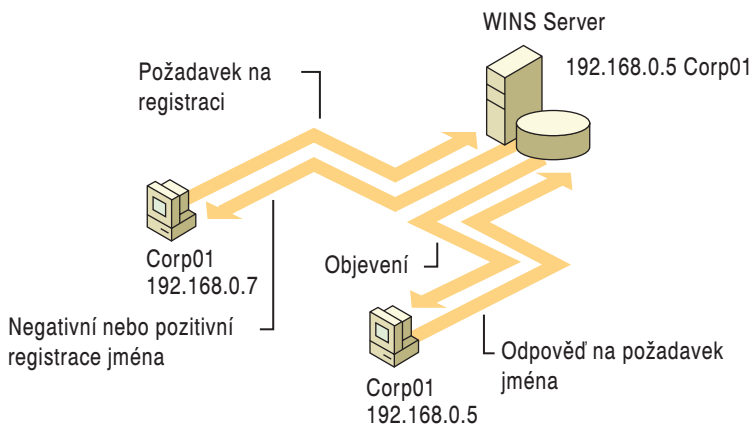 WINS Server
192.168.0.5 Corp01
Požadavek na
registraci
Corp01
192.168.0.7
Objevení
Negativní nebo pozitivní
registrace jména
Odpověď na požadavek
jména
Corp01
192.168.0.5